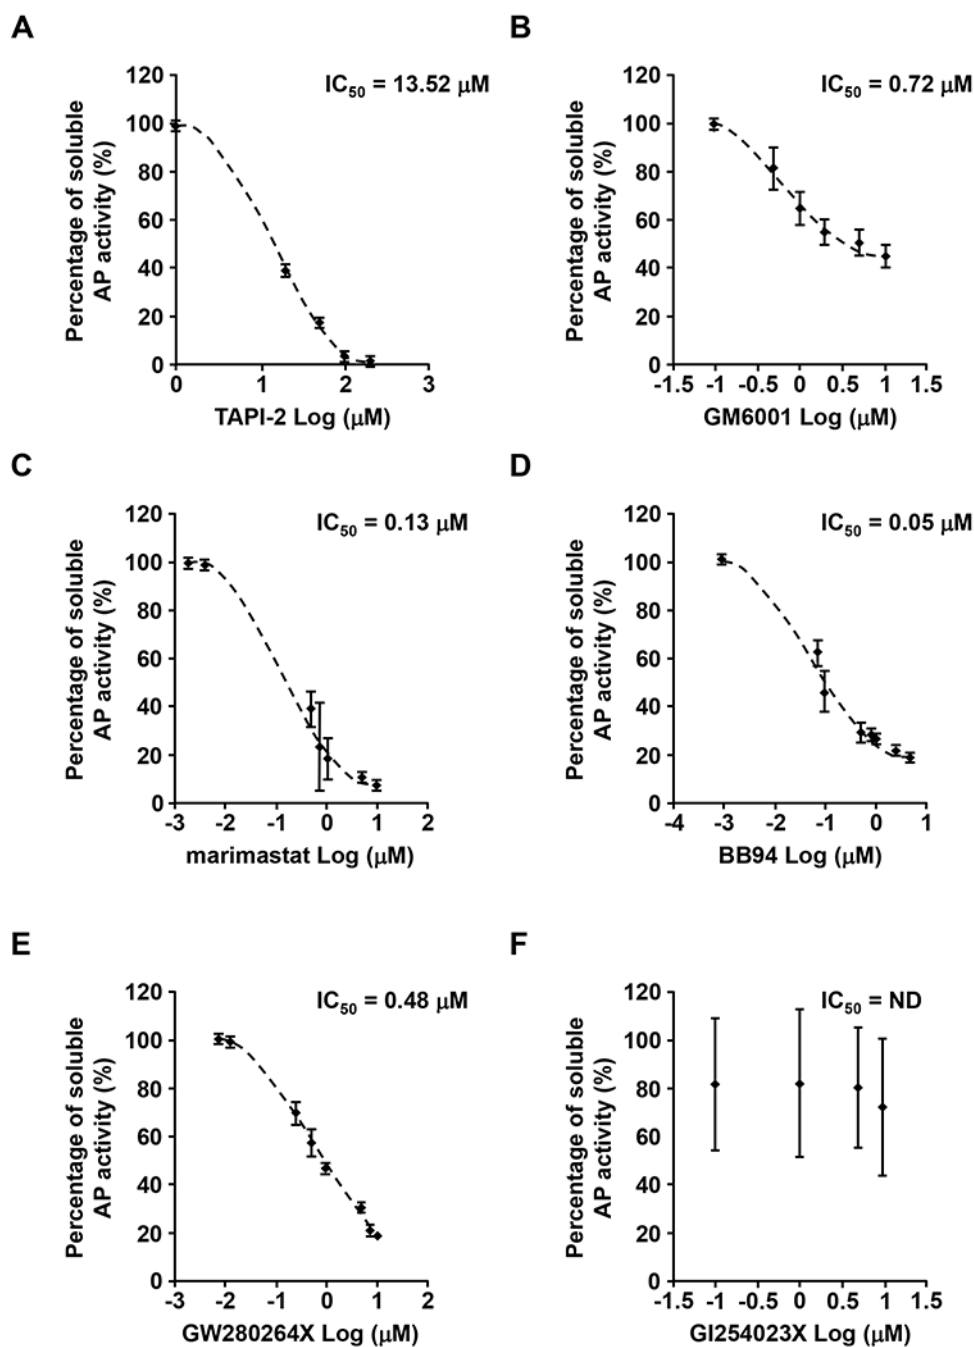 A
IC50 = 13.52 μM
Percentage of soluble
AP activity (%)
120
100
80
60
40
20
0
0 1 2 3
TAPI-2 Log (μM)
B
IC50 = 0.72 μM
Percentage of soluble
AP activity (%)
120
100
80
60
40
20
0
-1.5 -1 -0.5 0 0.5 1 1.5
GM6001 Log (μM)
C
IC50 = 0.13 μM
Percentage of soluble
AP activity (%)
120
100
80
60
40
20
0
-3 -2 -1 0 1 2
marimastat Log (μM)
D
IC50 = 0.05 μM
Percentage of soluble
AP activity (%)
120
100
80
60
40
20
0
-4 -3 -2 -1 0 1
BB94 Log (μM)
E
IC50 = 0.48 μM
Percentage of soluble
AP activity (%)
120
100
80
60
40
20
0
-3 -2 -1 0 1 2
GW280264X Log (μM)
F
IC50 = ND
Percentage of soluble
AP activity (%)
120
100
80
60
40
20
0
-1.5 -1 -0.5 0 0.5 1 1.5
GI254023X Log (μM)